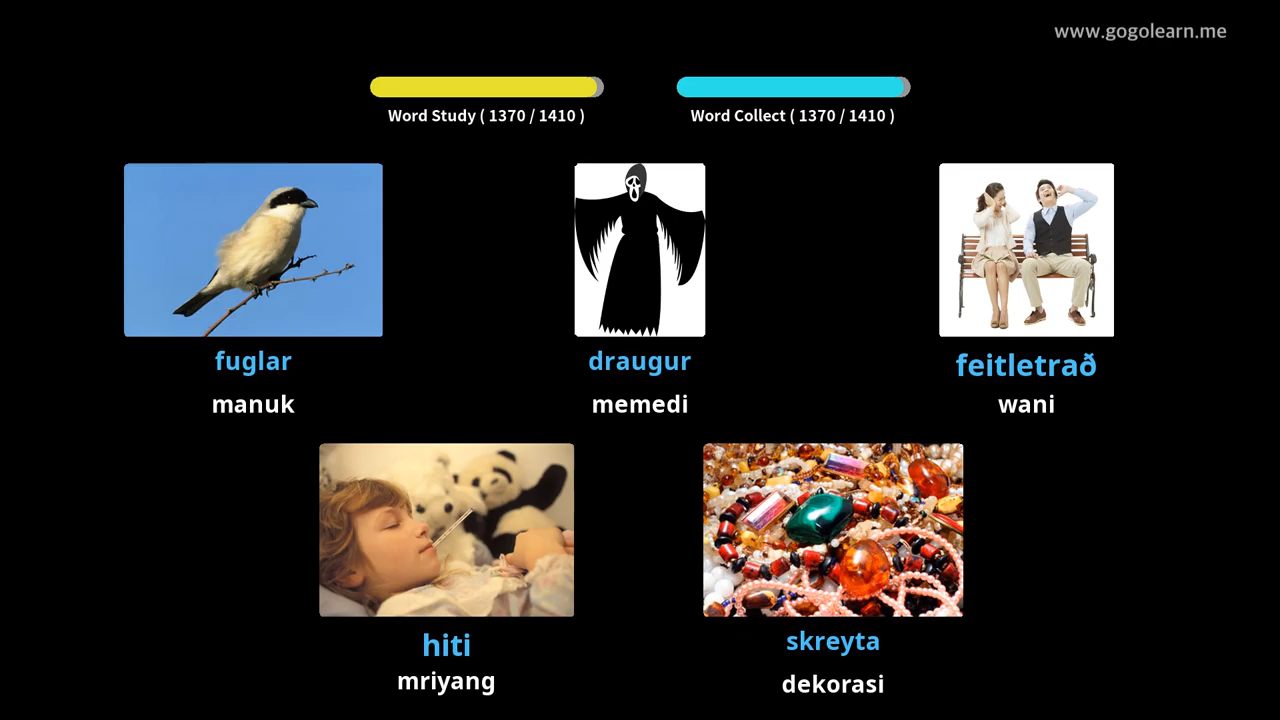 www.gogolearn.me
Word Study ( 1370 / 1410 )
Word Collect ( 1370 / 1410 )
fuglar
manuk
draugur
memedi
feitletrað
wani
hiti
mriyang
skreyta
dekorasi